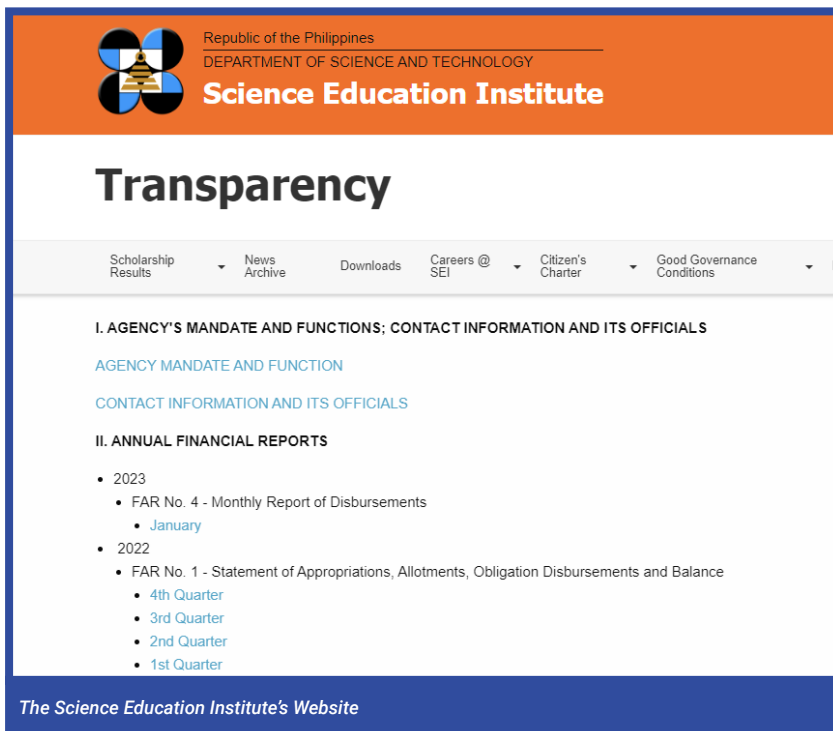 Republic of the Philippines
DEPARTMENT OF SCIENCE AND TECHNOLOGY
Science Education Institute
Transparency
Scholarship Results
News Archive
Downloads
Careers @ SEI
Citizen's Charter
Good Governance Conditions
I. AGENCY'S MANDATE AND FUNCTIONS; CONTACT INFORMATION AND ITS OFFICIALS
AGENCY MANDATE AND FUNCTION
CONTACT INFORMATION AND ITS OFFICIALS
II. ANNUAL FINANCIAL REPORTS
• 2023
• FAR No. 4 - Monthly Report of Disbursements
• January
• 2022
• FAR No. 1 - Statement of Appropriations, Allotments, Obligation Disbursements and Balance
• 4th Quarter
• 3rd Quarter
• 2nd Quarter
• 1st Quarter
The Science Education Institute's Website